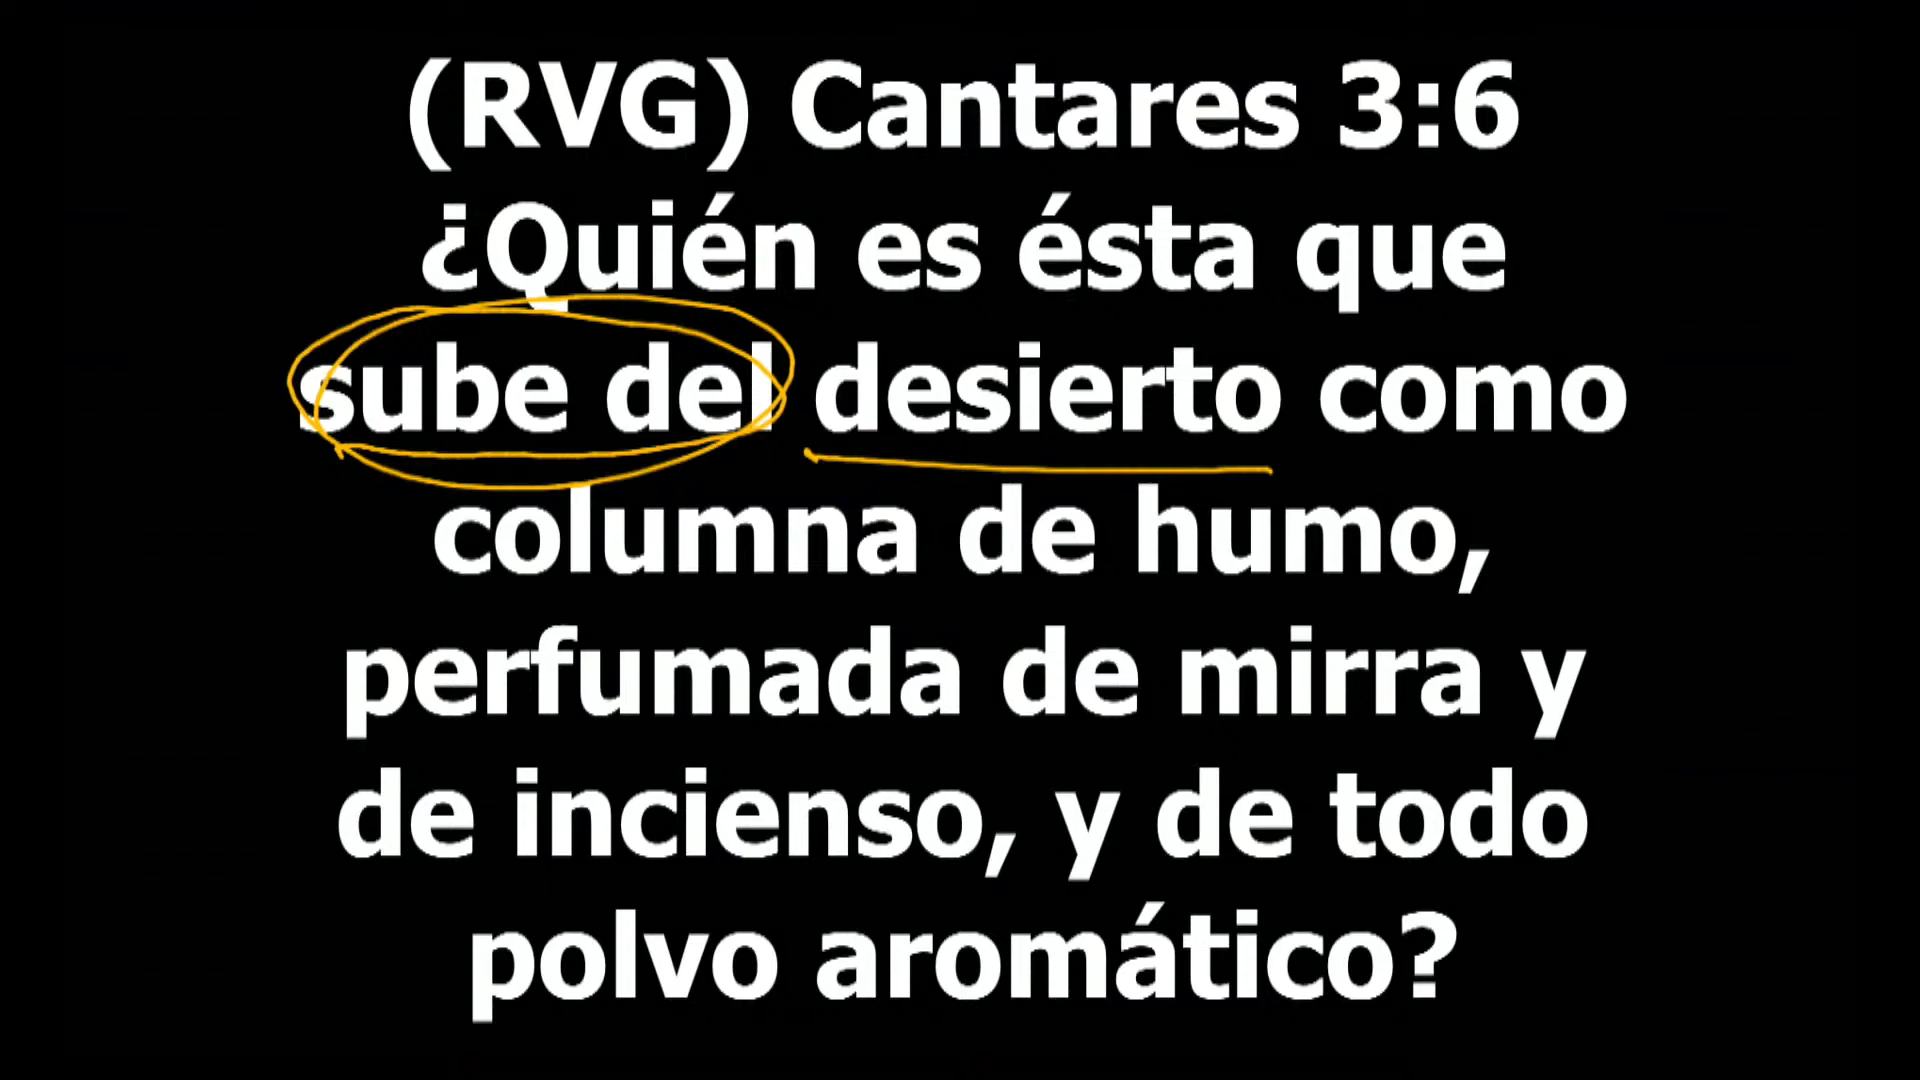 (RVG) Cantares 3:6
¿Quién es ésta que
sube del desierto como
columna de humo,
perfumada de mirra y
de incienso, y de todo
polvo aromático?